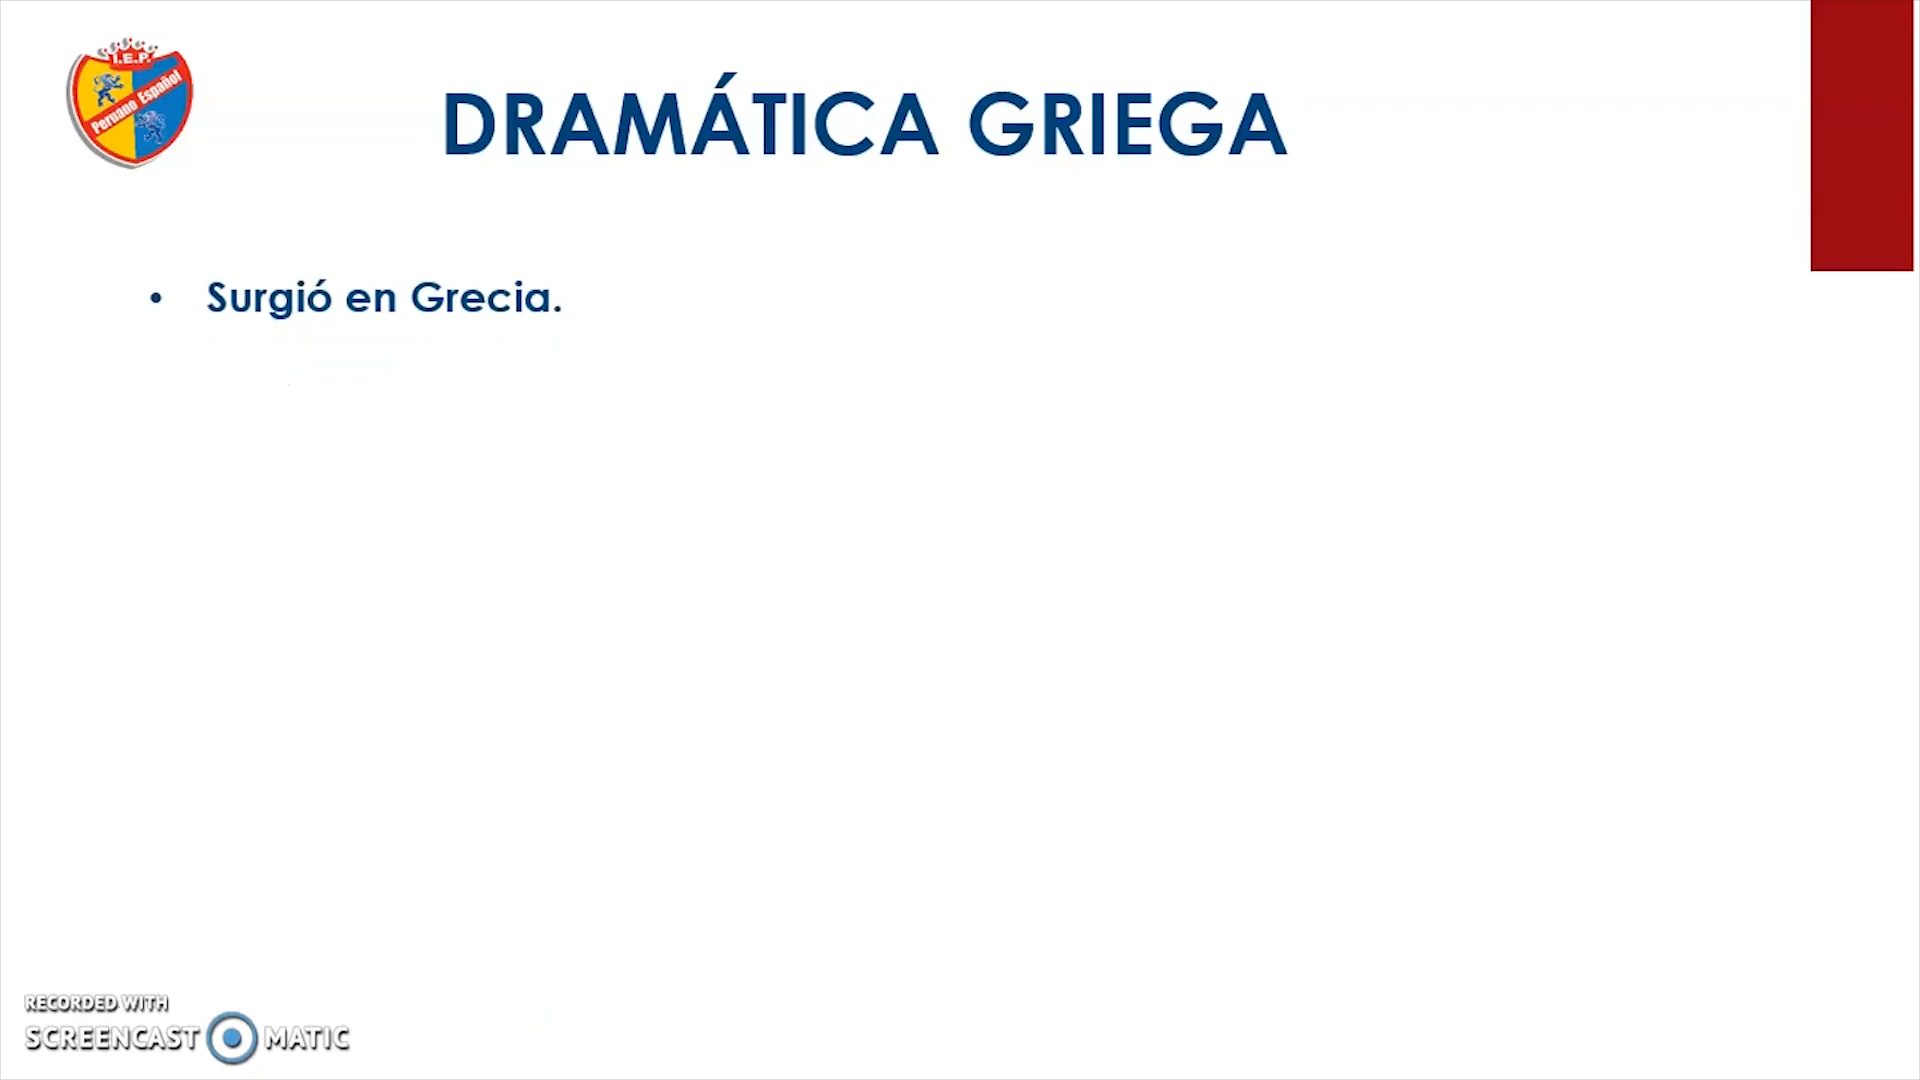 I.E.P.
Peruano Español
DRAMÁTICA GRIEGA
• Surgió en Grecia.
RECORDED WITH
SCREENCAST MATIC